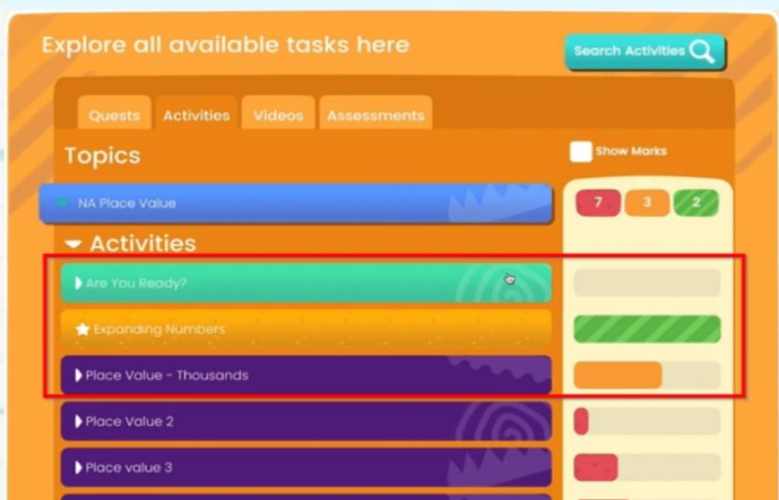 Explore all available tasks here
Search Activities
Quests Activities Videos Assessments
Topics
Show Marks
NA Place Value
7 3 2
Activities
Are You Ready?
Expanding Numbers
Place Value - Thousands
Place Value 2
Place value 3